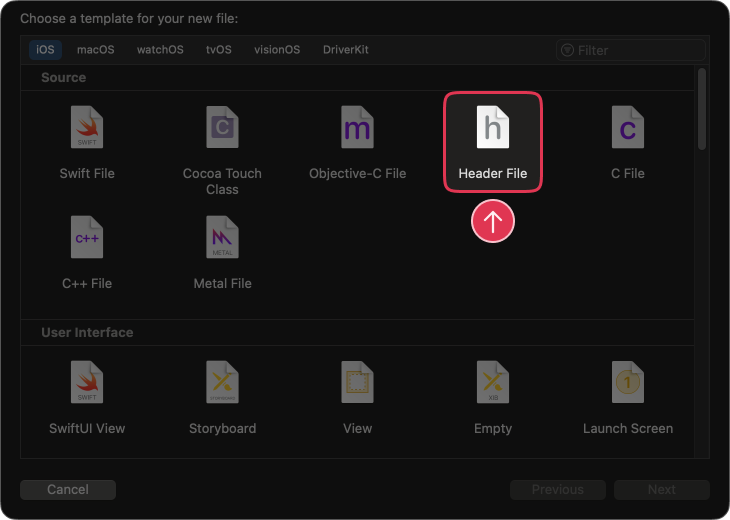 Choose a template for your new file:
iOS macOS watchOS tvOS visionOS DriverKit Filter
Source
SWIFT C m h c
Swift File Cocoa Touch Class Objective-C File Header File C File
C++ METAL
C++ File Metal File
User Interface
SWIFT STORYBOARD XIB 1
SwiftUI View Storyboard View Empty Launch Screen
Cancel Previous Next